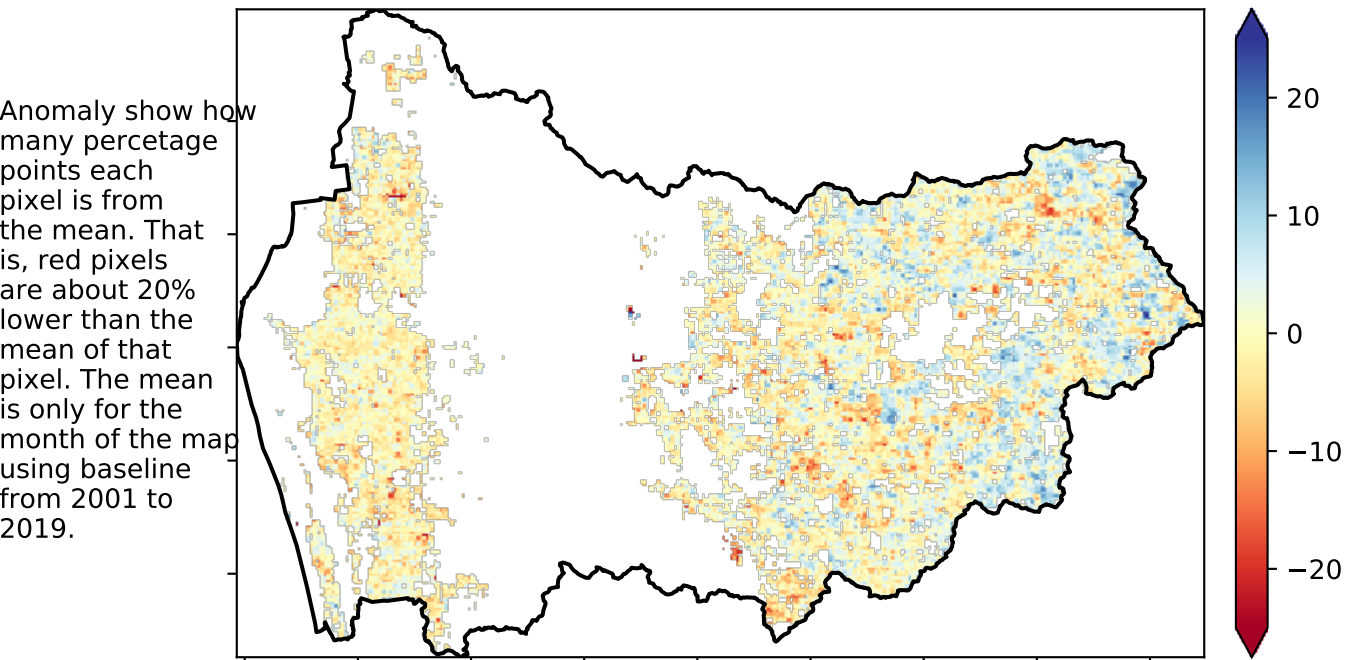 Anomaly show how
many percetage
points each
pixel is from
the mean. That
is, red pixels
are about 20%
lower than the
mean of that
pixel. The mean
is only for the
month of the map
using baseline
from 2001 to
2019.
20
10
0
−10
−20